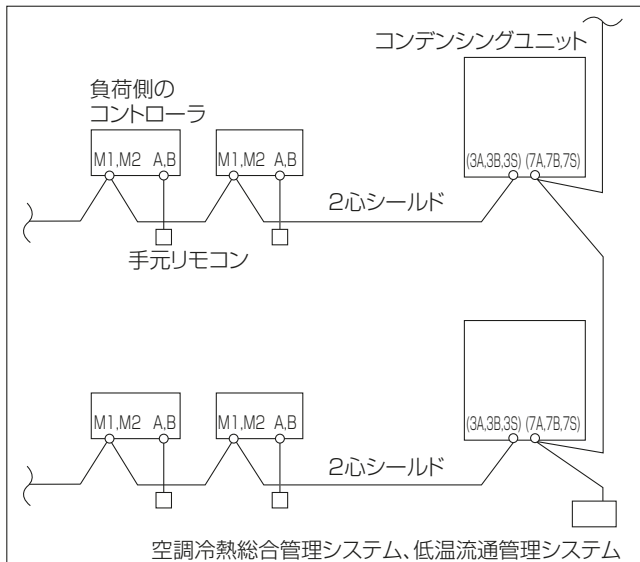 コンデンシングユニット
負荷側の
コントローラ
M1,M2 A,B
M1,M2 A,B
(3A,3B,3S) (7A,7B,7S)
2心シールド
手元リモコン
M1,M2 A,B
M1,M2 A,B
(3A,3B,3S) (7A,7B,7S)
2心シールド
空調冷熱総合管理システム、低温流通管理システム